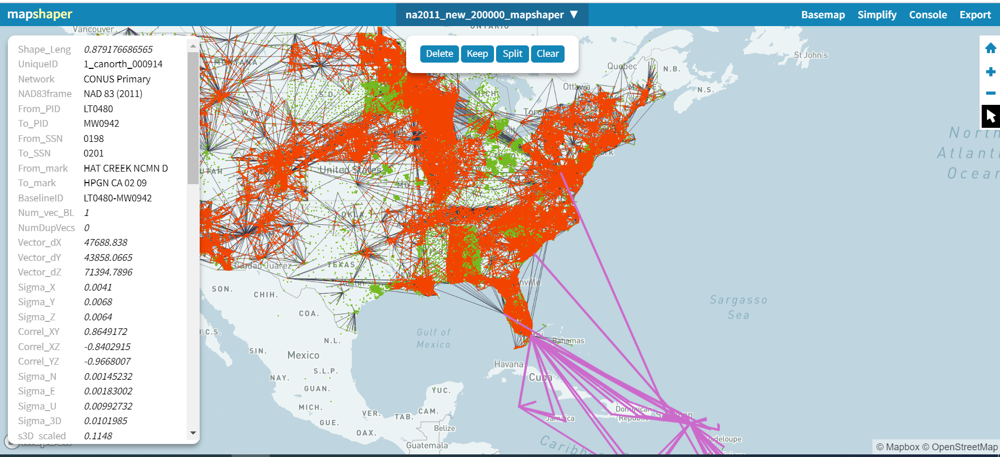 mapshaper
na2011_new_200000_mapshaper ▼
Basemap Simplify Console Export
Delete Keep Split Clear
Shape_Leng 0.879176686565
UniqueID 1_canorth_000914
Network CONUS Primary
NAD83frame NAD 83 (2011)
From_PID LT0480
To_PID MW0942
From_SSN 0198
To_SSN 0201
From_mark HAT CREEK NCMN D
To_mark HPGN CA 02 09
BaselineID LT0480-MW0942
Num_vec_BL 1
NumDupVecs 0
Vector_dX 47688.838
Vector_dY 43858.0665
Vector_dZ 71394.7896
Sigma_X 0.0041
Sigma_Y 0.0068
Sigma_Z 0.0064
Correl_XY 0.8649172
Correl_XZ -0.8402915
Correl_YZ -0.9668007
Sigma_N 0.00145232
Sigma_E 0.00183002
Sigma_U 0.00992732
Sigma_3D 0.0101985
s3D_scaled 0.1148
Vancouver
ONTARIO
MONTANA
St John's
Quebec
N.B.
Ottawa
MAINE
N.S.
S.D.
MICH.
WYO
Toro
North
Atlanti
Ocean
UTAH
United States
MO.
OKLA
Ciudad Juárez
TEXAS
Austin
SON.
CHIH.
nville
Sargasso
Sea
COA.
B.C.S.
Gulf of
Mexico
N.L.
Bahamas
SIN.
Mexico
Havana
Cuba
S.L.P.
NAY.
GUAN.
YUC.
MICH.
VER.
TAB.
CAM.
Dominican
Republic
Jamaica
GUE.
Belize
OAX.
Guatemala
Caribb
adeloupe
© Mapbox © OpenStreetMap